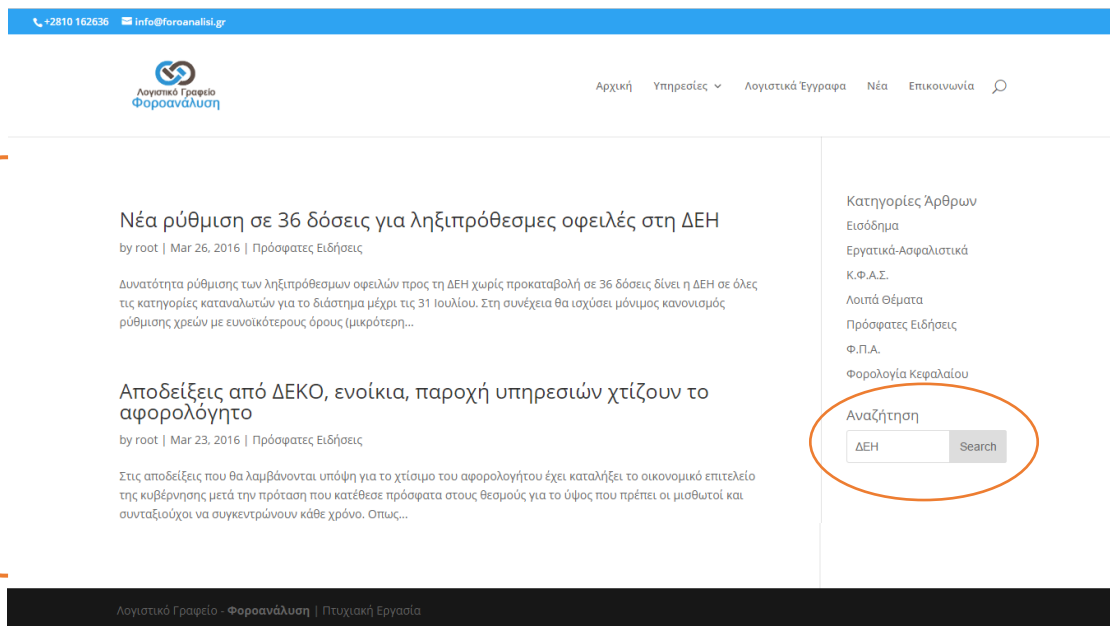 +2810 162636 info@foroanalisi.gr
Λογιστικό Γραφείο
Φοροανάλυση
Αρχική Υπηρεσίες Λογιστικά Έγγραφα Νέα Επικοινωνία
Νέα ρύθμιση σε 36 δόσεις για ληξιπρόθεσμες οφειλές στη ΔΕΗ
by root | Mar 26, 2016 | Πρόσφατες Ειδήσεις
Δυνατότητα ρύθμισης των ληξιπρόθεσμων οφειλών προς τη ΔΕΗ χωρίς προκαταβολή σε 36 δόσεις δίνει η ΔΕΗ σε όλες
τις κατηγορίες καταναλωτών για το διάστημα μέχρι τις 31 Ιουλίου. Στη συνέχεια θα ισχύσει μόνιμος κανονισμός
ρύθμισης χρεών με ευνοϊκότερους όρους (μικρότερη...
Αποδείξεις από ΔΕΚΟ, ενοίκια, παροχή υπηρεσιών χτίζουν το
αφορολόγητο
by root | Mar 23, 2016 | Πρόσφατες Ειδήσεις
Στις αποδείξεις που θα λαμβάνονται υπόψη για το χτίσιμο του αφορολογήτου έχει καταλήξει το οικονομικό επιτελείο
της κυβέρνησης μετά την πρόταση που κατέθεσε πρόσφατα στους θεσμούς για το ύψος που πρέπει οι μισθωτοί και
συνταξιούχοι να συγκεντρώνουν κάθε χρόνο. Οπως...
Κατηγορίες Άρθρων
Εισόδημα
Εργατικά-Ασφαλιστικά
Κ.Φ.Α.Σ.
Λοιπά Θέματα
Πρόσφατες Ειδήσεις
Φ.Π.Α.
Φορολογία Κεφαλαίου
Αναζήτηση
ΔΕΗ Search
Λογιστικό Γραφείο - Φοροανάλυση | Πτυχιακή Εργασία